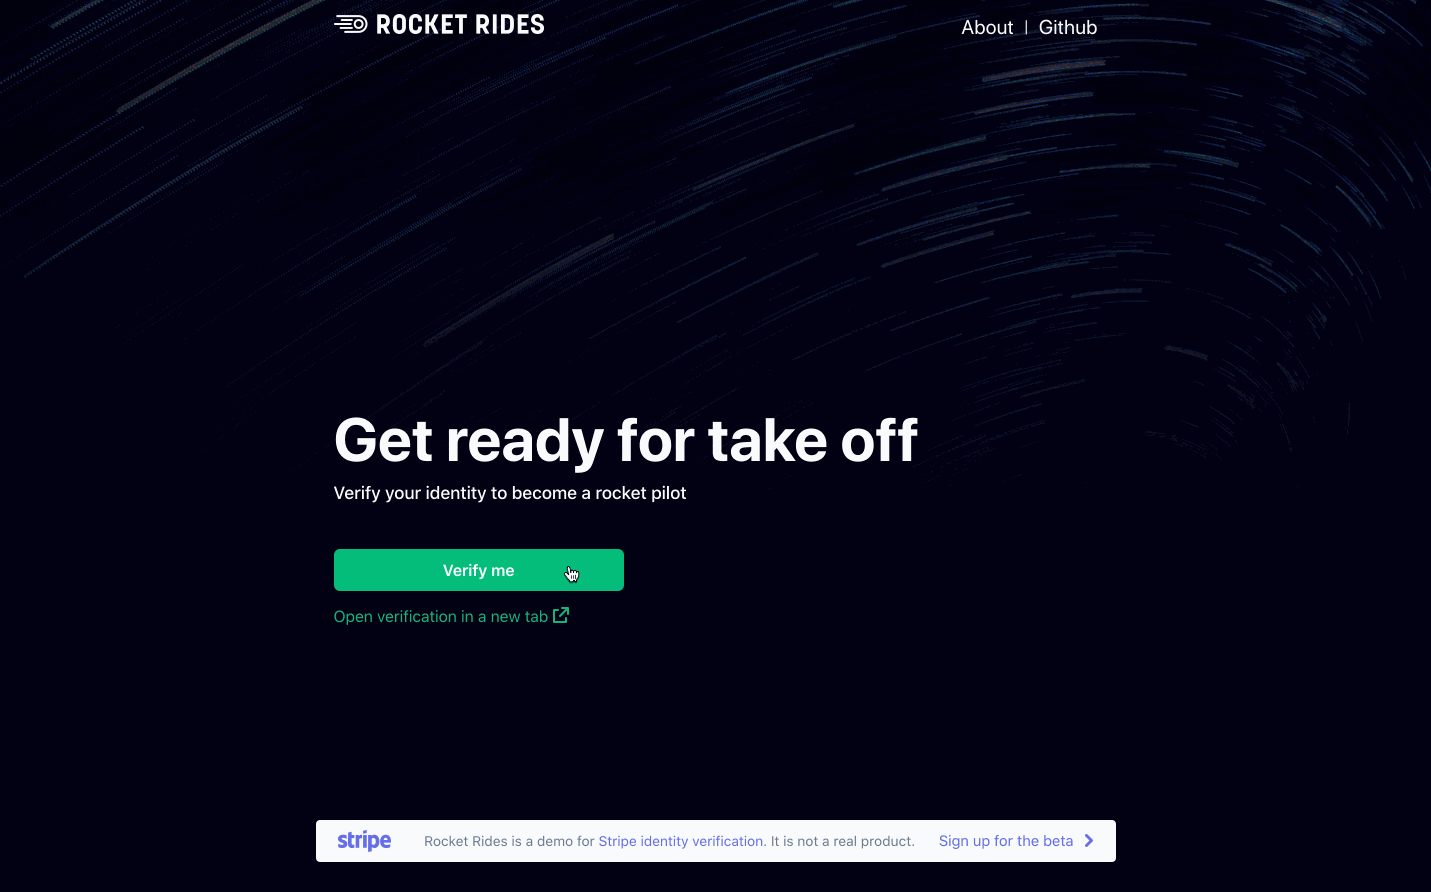 ROCKET RIDES
About | Github
Get ready for take off
Verify your identity to become a rocket pilot
Verify me
Open verification in a new tab
stripe Rocket Rides is a demo for Stripe identity verification. It is not a real product. Sign up for the beta